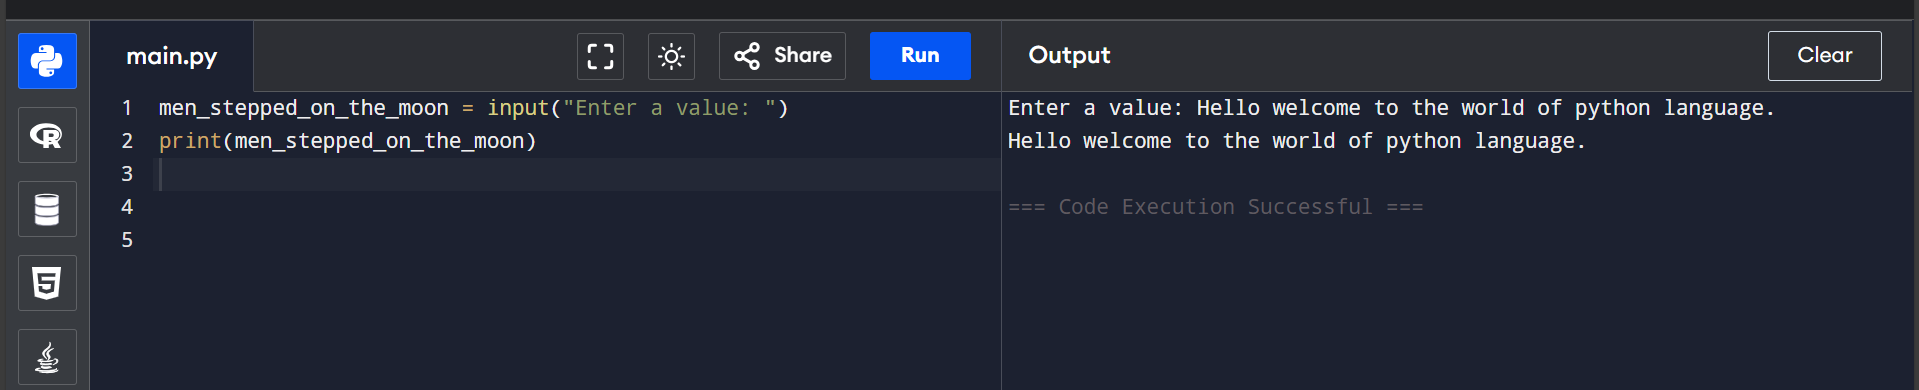 main.py
Share
Run
Output
Clear
1 men_stepped_on_the_moon = input("Enter a value: ")
2 print(men_stepped_on_the_moon)
3
4
5
Enter a value: Hello welcome to the world of python language.
Hello welcome to the world of python language.
=== Code Execution Successful ===
R
5